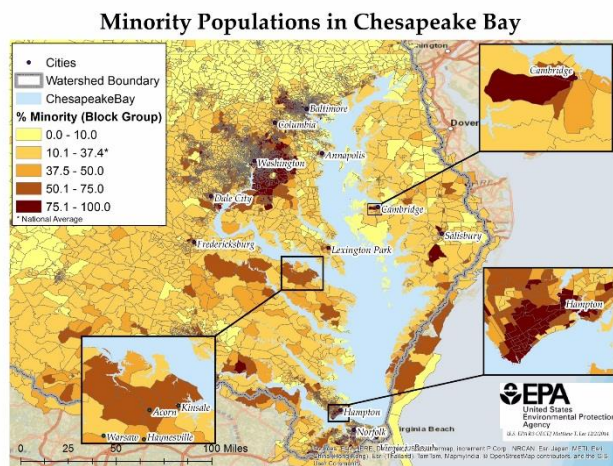 Minority Populations in Chesapeake Bay
Cities
Watershed Boundary
ChesapeakeBay
% Minority (Block Group)
0.0 - 10.0
10.1 - 37.4*
37.5 - 50.0
50.1 - 75.0
75.1 - 100.0
* National Average
Cambridge
Baltimore
Columbia
Dover
Annapolis
Washington
Dale City
Cambridge
Salisbury
Fredericksburg
Lexington Park
Hampton
Acorn
Kinsale
Warsaw
Haynesville
Hampton
Norfolk
Virginia Beach
0 25 50 100 Miles
EPA
United States
Environmental Protection
Agency